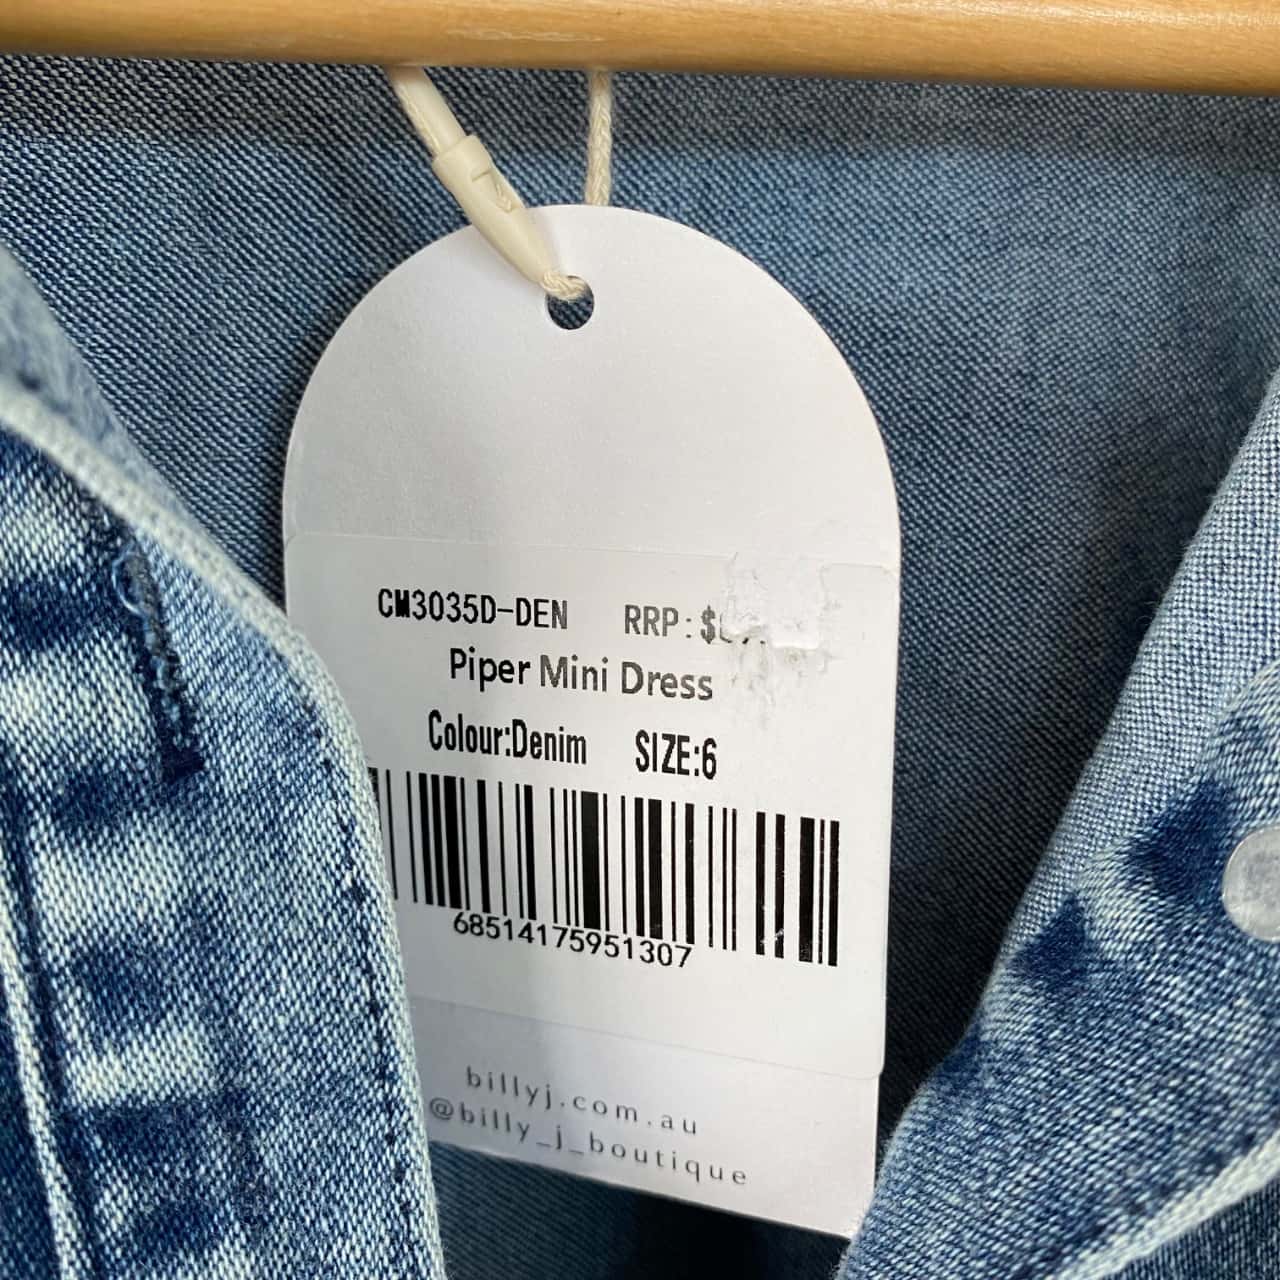 CM3035D-DEN RRP:$
Piper Mini Dress
Colour:Denim SIZE:6
68514175951307
billyj.com.au
@billy_j_boutique